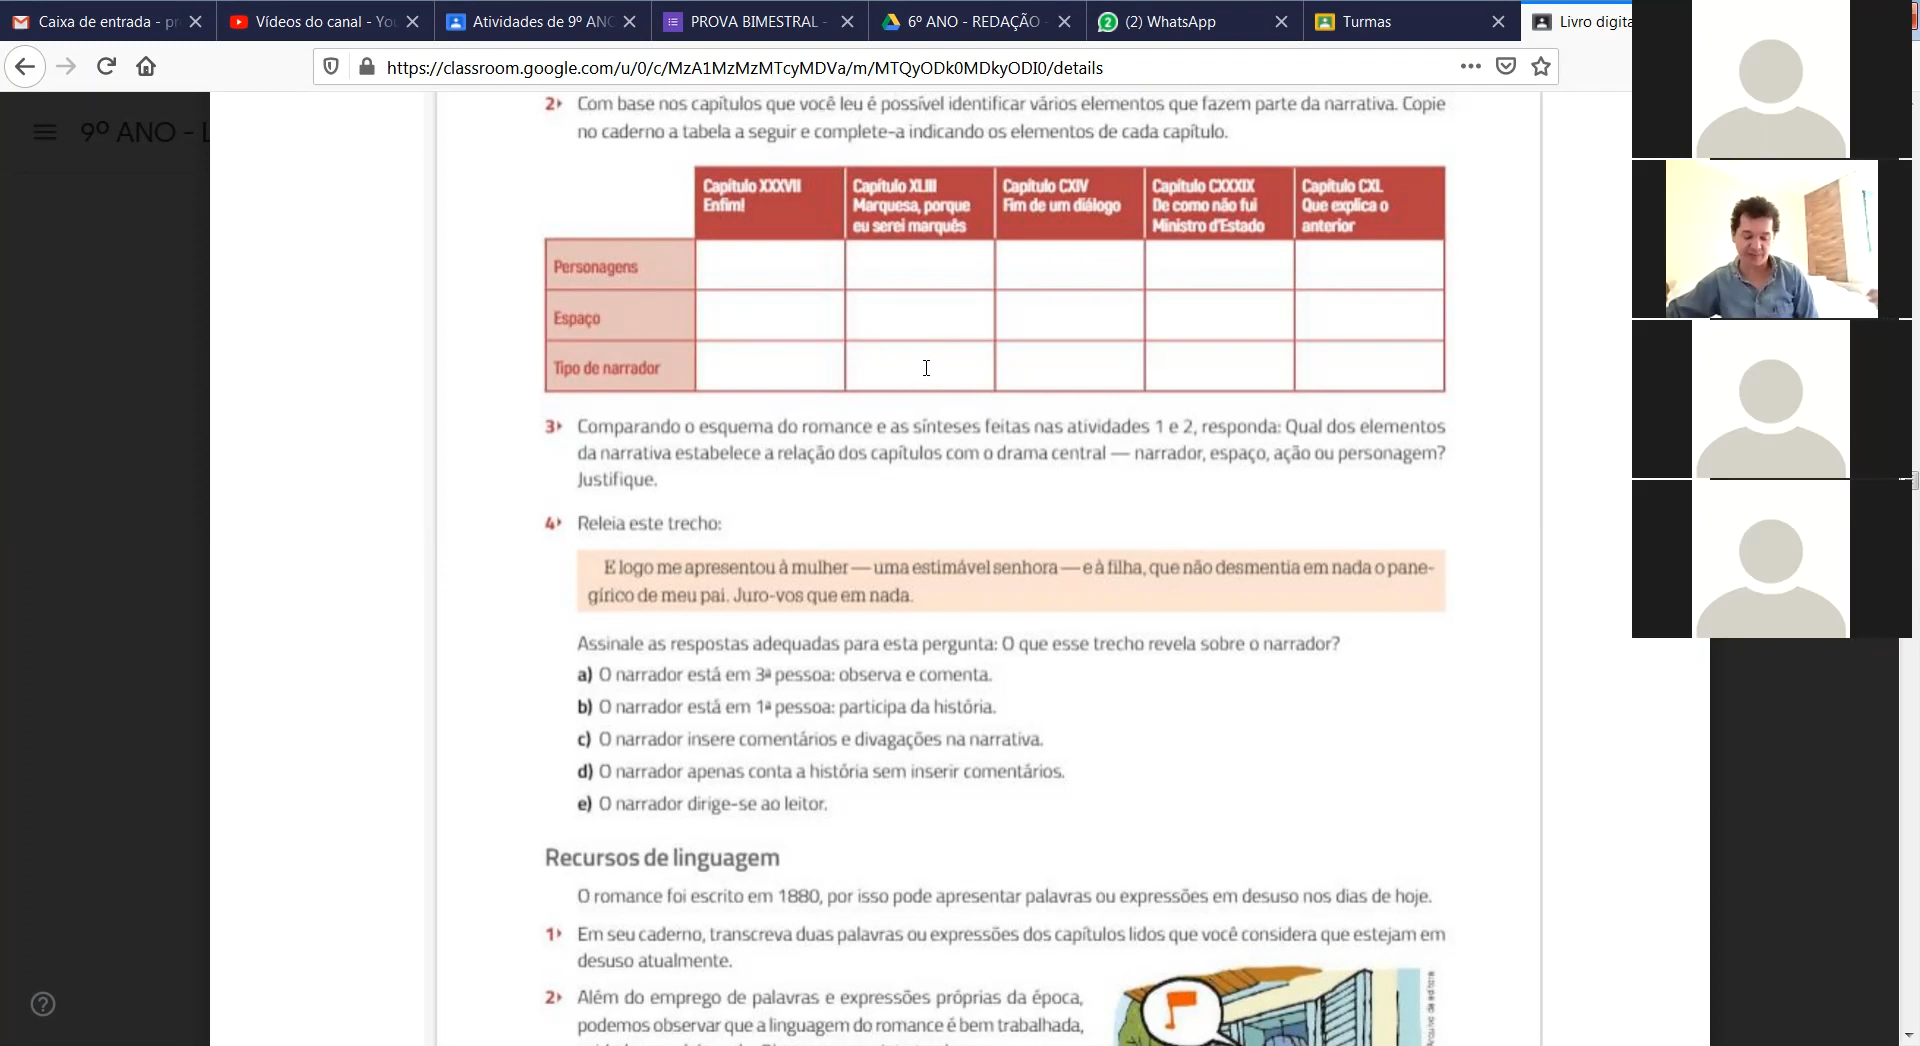 Caixa de entrada - pr
Vídeos do canal - You
Atividades de 9º ANO
PROVA BIMESTRAL -
6º ANO - REDAÇÃO -
(2) WhatsApp
Turmas
Livro digita
https://classroom.google.com/u/0/c/MzA1MzMzMTcyMDVa/m/MTQyODk0MDkyODI0/details
9º ANO - L
2 Com base nos capítulos que você leu é possível identificar vários elementos que fazem parte da narrativa. Copie
no caderno a tabela a seguir e complete-a indicando os elementos de cada capítulo.
Capítulo XXXVII
Enfim!
Capítulo XLIII
Marquesa, porque
eu serei marquês
Capítulo CXIV
Fim de um diálogo
Capítulo CXXXIX
De como não fui
Ministro d'Estado
Capítulo CXL
Que explica o
anterior
Personagens
Espaço
Tipo de narrador
3 Comparando o esquema do romance e as sínteses feitas nas atividades 1 e 2, responda: Qual dos elementos
da narrativa estabelece a relação dos capítulos com o drama central — narrador, espaço, ação ou personagem?
Justifique.
4 Releia este trecho:
E logo me apresentou à mulher — uma estimável senhora — e à filha, que não desmentia em nada o pane-
gírico de meu pai. Juro-vos que em nada.
Assinale as respostas adequadas para esta pergunta: O que esse trecho revela sobre o narrador?
a) O narrador está em 3ª pessoa: observa e comenta.
b) O narrador está em 1ª pessoa: participa da história.
c) O narrador insere comentários e divagações na narrativa.
d) O narrador apenas conta a história sem inserir comentários.
e) O narrador dirige-se ao leitor.
Recursos de linguagem
O romance foi escrito em 1880, por isso pode apresentar palavras ou expressões em desuso nos dias de hoje.
1 Em seu caderno, transcreva duas palavras ou expressões dos capítulos lidos que você considera que estejam em
desuso atualmente.
2 Além do emprego de palavras e expressões próprias da época,
podemos observar que a linguagem do romance é bem trabalhada,
Arquivo da editora